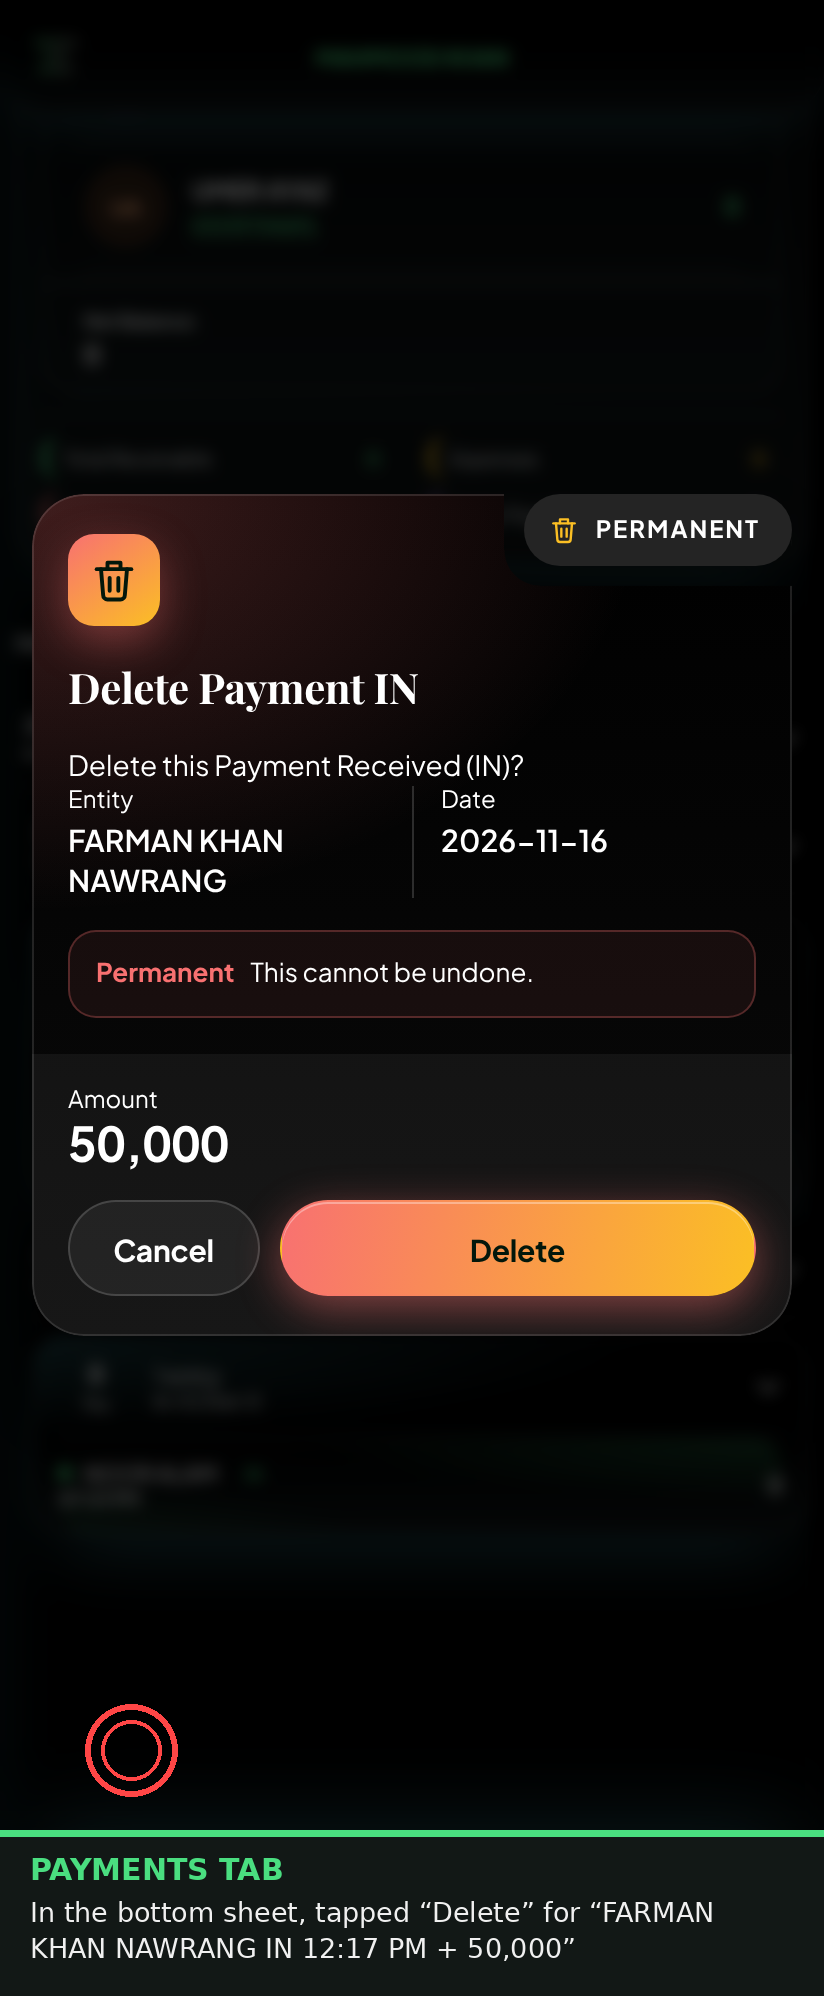 PERMANENT
Delete Payment IN
Delete this Payment Received (IN)?
Entity
FARMAN KHAN
NAWRANG
Date
2026-11-16
Permanent This cannot be undone.
Amount
50,000
Cancel
Delete
PAYMENTS TAB
In the bottom sheet, tapped “Delete” for “FARMAN
KHAN NAWRANG IN 12:17 PM + 50,000”